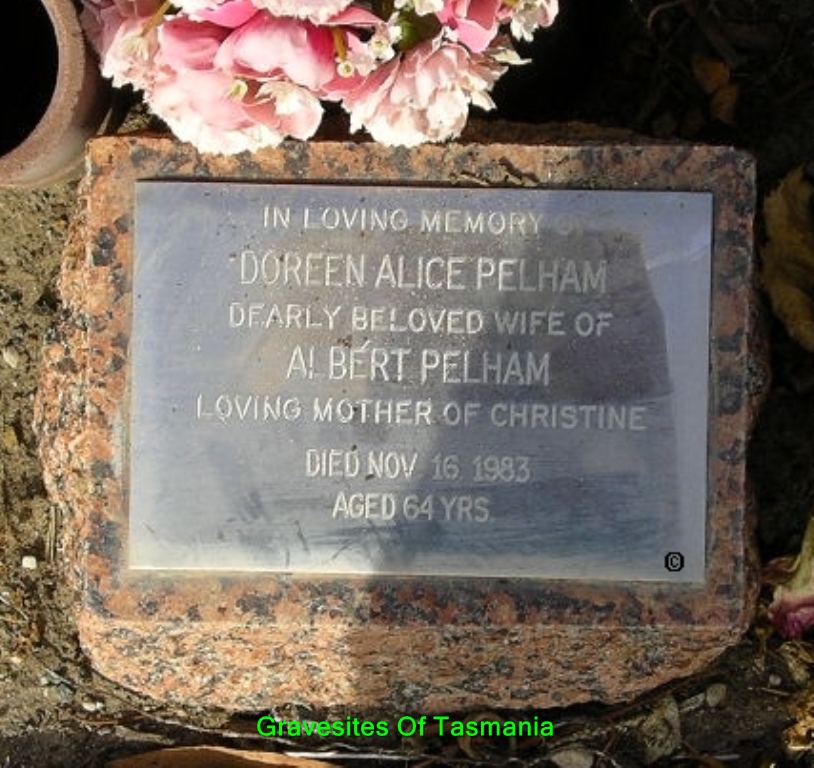 IN LOVING MEMORY OF
DOREEN ALICE PELHAM
DEARLY BELOVED WIFE OF
ALBERT PELHAM
LOVING MOTHER OF CHRISTINE
DIED NOV. 16 1983
AGED 64 YRS.
©
Gravesites Of Tasmania